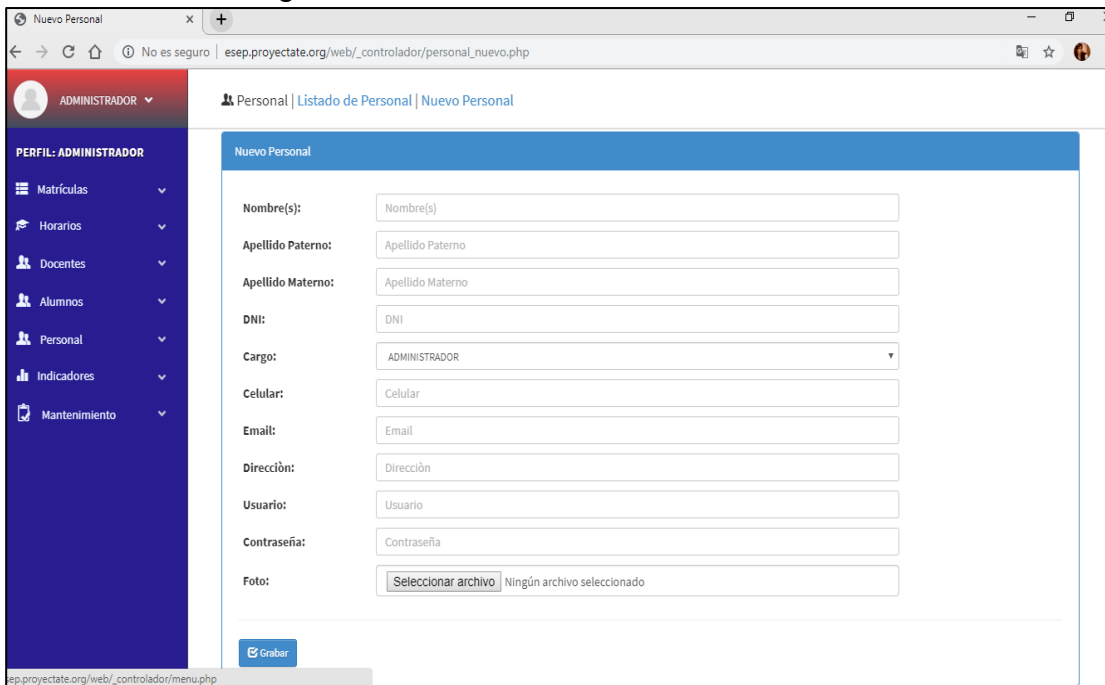 Nuevo Personal
No es seguro | esep.proyectate.org/web/_controlador/personal_nuevo.php
ADMINISTRADOR
Personal | Listado de Personal | Nuevo Personal
PERFIL: ADMINISTRADOR
Matrículas
Horarios
Docentes
Alumnos
Personal
Indicadores
Mantenimiento
Nuevo Personal
Nombre(s): Nombre(s)
Apellido Paterno: Apellido Paterno
Apellido Materno: Apellido Materno
DNI: DNI
Cargo: ADMINISTRADOR
Celular: Celular
Email: Email
Direcciòn: Direcciòn
Usuario: Usuario
Contraseña: Contraseña
Foto: Seleccionar archivo Ningún archivo seleccionado
Grabar
sep.proyectate.org/web/_controlador/menu.php